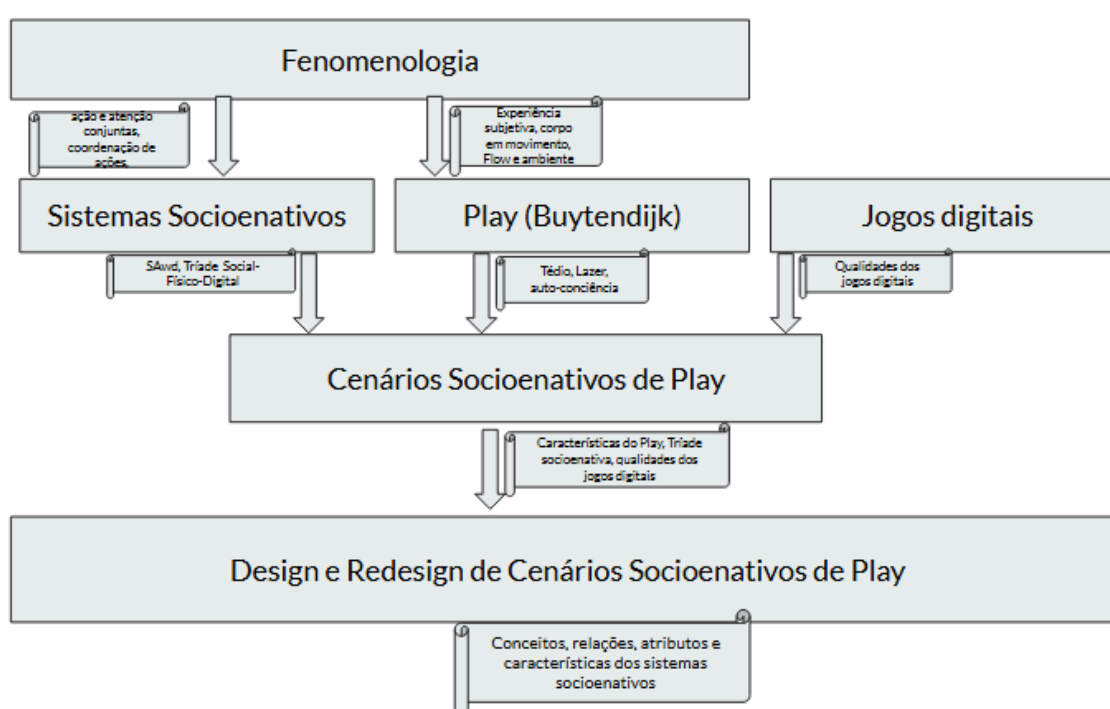 Fenomenologia
ação e atenção
conjuntas,
coordenação de
ações,
Experiência
subjetiva, corpo
em movimento,
Flow e ambiente
Sistemas Socioenativos
Play (Buytendijk)
Jogos digitais
SAwd, Tríade Social-
Físico-Digital
Tédio, Lazer,
auto-conciência
Qualidades dos
jogos digitais
Cenários Socioenativos de Play
Características do Play, Tríade
socioenativa, qualidades dos
jogos digitais
Design e Redesign de Cenários Socioenativos de Play
Conceitos, relações, atributos e
características dos sistemas
socioenativos